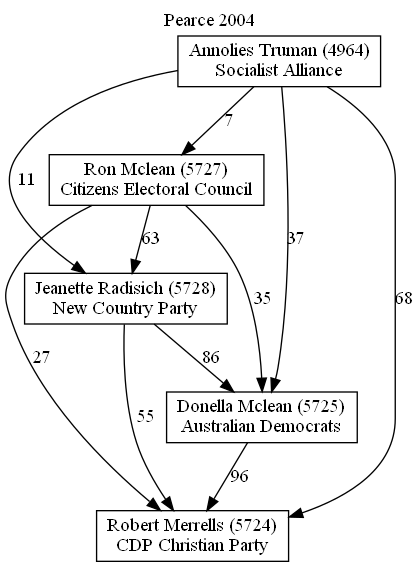 Pearce 2004
Annolies Truman (4964)
Socialist Alliance
7
Ron Mclean (5727)
Citizens Electoral Council
11
63
37
Jeanette Radisich (5728)
New Country Party
35
68
27
86
Donella Mclean (5725)
Australian Democrats
55
96
Robert Merrells (5724)
CDP Christian Party